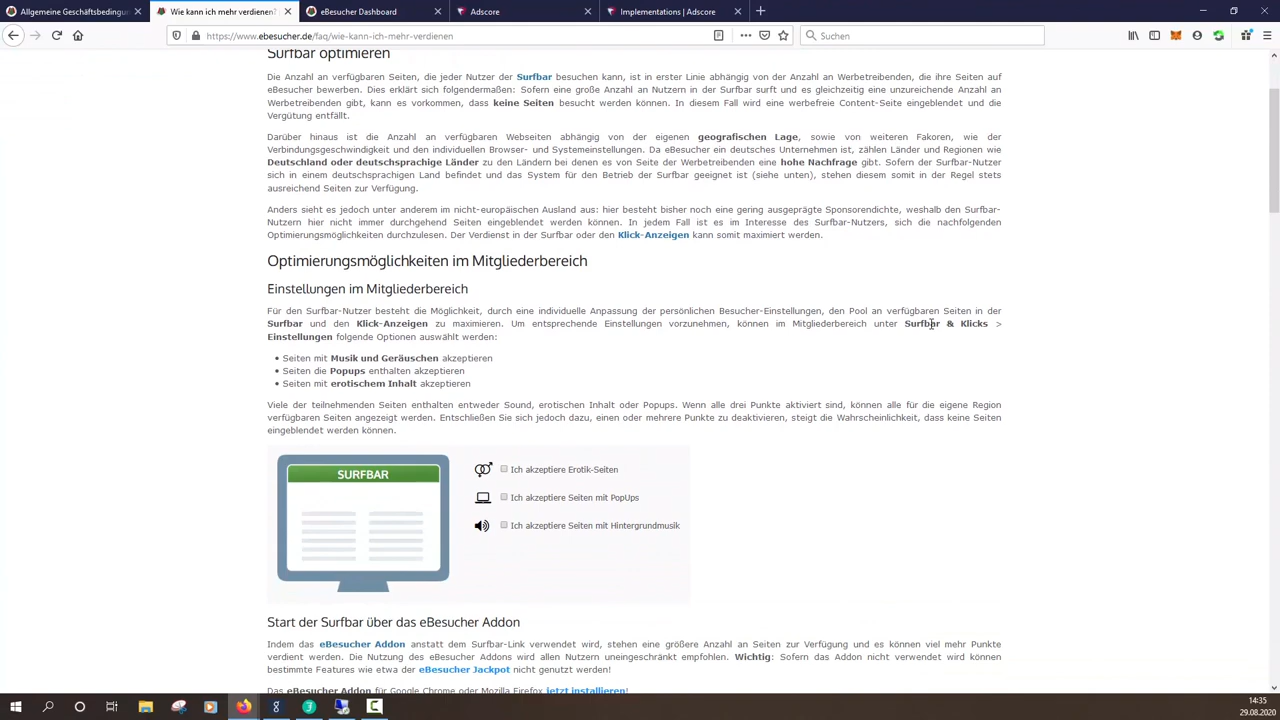 Allgemeine Geschäftsbedingun
Wie kann ich mehr verdienen?
eBesucher Dashboard
Adscore
Implementations | Adscore
https://www.ebesucher.de/faq/wie-kann-ich-mehr-verdienen
Suchen
Surfbar optimieren
Die Anzahl an verfügbaren Seiten, die jeder Nutzer der Surfbar besuchen kann, ist in erster Linie abhängig von der Anzahl an Werbetreibenden, die ihre Seiten auf
eBesucher bewerben. Dies erklärt sich folgendermaßen: Sofern eine große Anzahl an Nutzern in der Surfbar surft und es gleichzeitig eine unzureichende Anzahl an
Werbetreibenden gibt, kann es vorkommen, dass keine Seiten besucht werden können. In diesem Fall wird eine werbefreie Content-Seite eingeblendet und die
Vergütung entfällt.
Darüber hinaus ist die Anzahl an verfügbaren Webseiten abhängig von der eigenen geografischen Lage, sowie von weiteren Fakoren, wie der
Verbindungsgeschwindigkeit und den individuellen Browser- und Systemeinstellungen. Da eBesucher ein deutsches Unternehmen ist, zählen Länder und Regionen wie
Deutschland oder deutschsprachige Länder zu den Ländern bei denen es von Seite der Werbetreibenden eine hohe Nachfrage gibt. Sofern der Surfbar-Nutzer
sich in einem deutschsprachigen Land befindet und das System für den Betrieb der Surfbar geeignet ist (siehe unten), stehen diesem somit in der Regel stets
ausreichend Seiten zur Verfügung.
Anders sieht es jedoch unter anderem im nicht-europäischen Ausland aus: hier besteht bisher noch eine gering ausgeprägte Sponsorendichte, weshalb den Surfbar-
Nutzern hier nicht immer durchgehend Seiten eingeblendet werden können. In jedem Fall ist es im Interesse des Surfbar-Nutzers, sich die nachfolgenden
Optimierungsmöglichkeiten durchzulesen. Der Verdienst in der Surfbar oder den Klick-Anzeigen kann somit maximiert werden.
Optimierungsmöglichkeiten im Mitgliederbereich
Einstellungen im Mitgliederbereich
Für den Surfbar-Nutzer besteht die Möglichkeit, durch eine individuelle Anpassung der persönlichen Besucher-Einstellungen, den Pool an verfügbaren Seiten in der
Surfbar und den Klick-Anzeigen zu maximieren. Um entsprechende Einstellungen vorzunehmen, können im Mitgliederbereich unter Surfbar & Klicks >
Einstellungen folgende Optionen auswählt werden:
• Seiten mit Musik und Geräuschen akzeptieren
• Seiten die Popups enthalten akzeptieren
• Seiten mit erotischem Inhalt akzeptieren
Viele der teilnehmenden Seiten enthalten entweder Sound, erotischen Inhalt oder Popups. Wenn alle drei Punkte aktiviert sind, können alle für die eigene Region
verfügbaren Seiten angezeigt werden. Entschließen Sie sich jedoch dazu, einen oder mehrere Punkte zu deaktivieren, steigt die Wahrscheinlichkeit, dass keine Seiten
eingeblendet werden können.
SURFBAR
Ich akzeptiere Erotik-Seiten
Ich akzeptiere Seiten mit PopUps
Ich akzeptiere Seiten mit Hintergrundmusik
Start der Surfbar über das eBesucher Addon
Indem das eBesucher Addon anstatt dem Surfbar-Link verwendet wird, stehen eine größere Anzahl an Seiten zur Verfügung und es können viel mehr Punkte
verdient werden. Die Nutzung des eBesucher Addons wird allen Nutzern uneingeschränkt empfohlen. Wichtig: Sofern das Addon nicht verwendet wird können
bestimmte Features wie etwa der eBesucher Jackpot nicht genutzt werden!
Das eBesucher Addon für Google Chrome oder Mozilla Firefox jetzt installieren!
14:35
29.08.2020